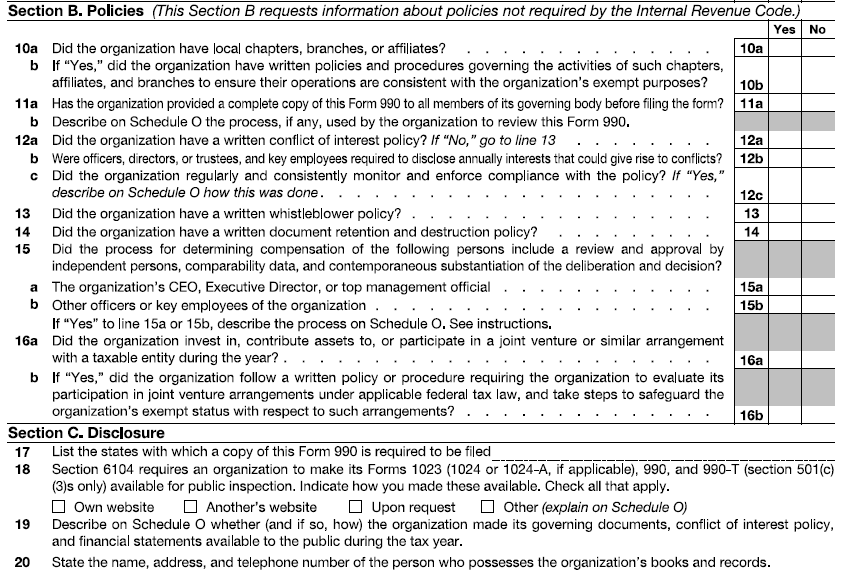 Section B. Policies (This Section B requests information about policies not required by the Internal Revenue Code.)
Yes No
10a Did the organization have local chapters, branches, or affiliates? . . . . . . . . . . . . . . 10a
b If “Yes,” did the organization have written policies and procedures governing the activities of such chapters,
affiliates, and branches to ensure their operations are consistent with the organization’s exempt purposes? 10b
11a Has the organization provided a complete copy of this Form 990 to all members of its governing body before filing the form? 11a
b Describe on Schedule O the process, if any, used by the organization to review this Form 990.
12a Did the organization have a written conflict of interest policy? If “No,” go to line 13 . . . . . . . . 12a
b Were officers, directors, or trustees, and key employees required to disclose annually interests that could give rise to conflicts? 12b
c Did the organization regularly and consistently monitor and enforce compliance with the policy? If “Yes,”
describe on Schedule O how this was done . . . . . . . . . . . . . . . . . . . . . . 12c
13 Did the organization have a written whistleblower policy? . . . . . . . . . . . . . . . . . 13
14 Did the organization have a written document retention and destruction policy? . . . . . . . . . 14
15 Did the process for determining compensation of the following persons include a review and approval by
independent persons, comparability data, and contemporaneous substantiation of the deliberation and decision?
a The organization’s CEO, Executive Director, or top management official . . . . . . . . . . . . 15a
b Other officers or key employees of the organization . . . . . . . . . . . . . . . . . . . 15b
If “Yes” to line 15a or 15b, describe the process on Schedule O. See instructions.
16a Did the organization invest in, contribute assets to, or participate in a joint venture or similar arrangement
with a taxable entity during the year? . . . . . . . . . . . . . . . . . . . . . . . . 16a
b If “Yes,” did the organization follow a written policy or procedure requiring the organization to evaluate its
participation in joint venture arrangements under applicable federal tax law, and take steps to safeguard the
organization’s exempt status with respect to such arrangements? . . . . . . . . . . . . . . 16b
Section C. Disclosure
17 List the states with which a copy of this Form 990 is required to be filed
18 Section 6104 requires an organization to make its Forms 1023 (1024 or 1024-A, if applicable), 990, and 990-T (section 501(c)
(3)s only) available for public inspection. Indicate how you made these available. Check all that apply.
☐ Own website ☐ Another’s website ☐ Upon request ☐ Other (explain on Schedule O)
19 Describe on Schedule O whether (and if so, how) the organization made its governing documents, conflict of interest policy,
and financial statements available to the public during the tax year.
20 State the name, address, and telephone number of the person who possesses the organization’s books and records.